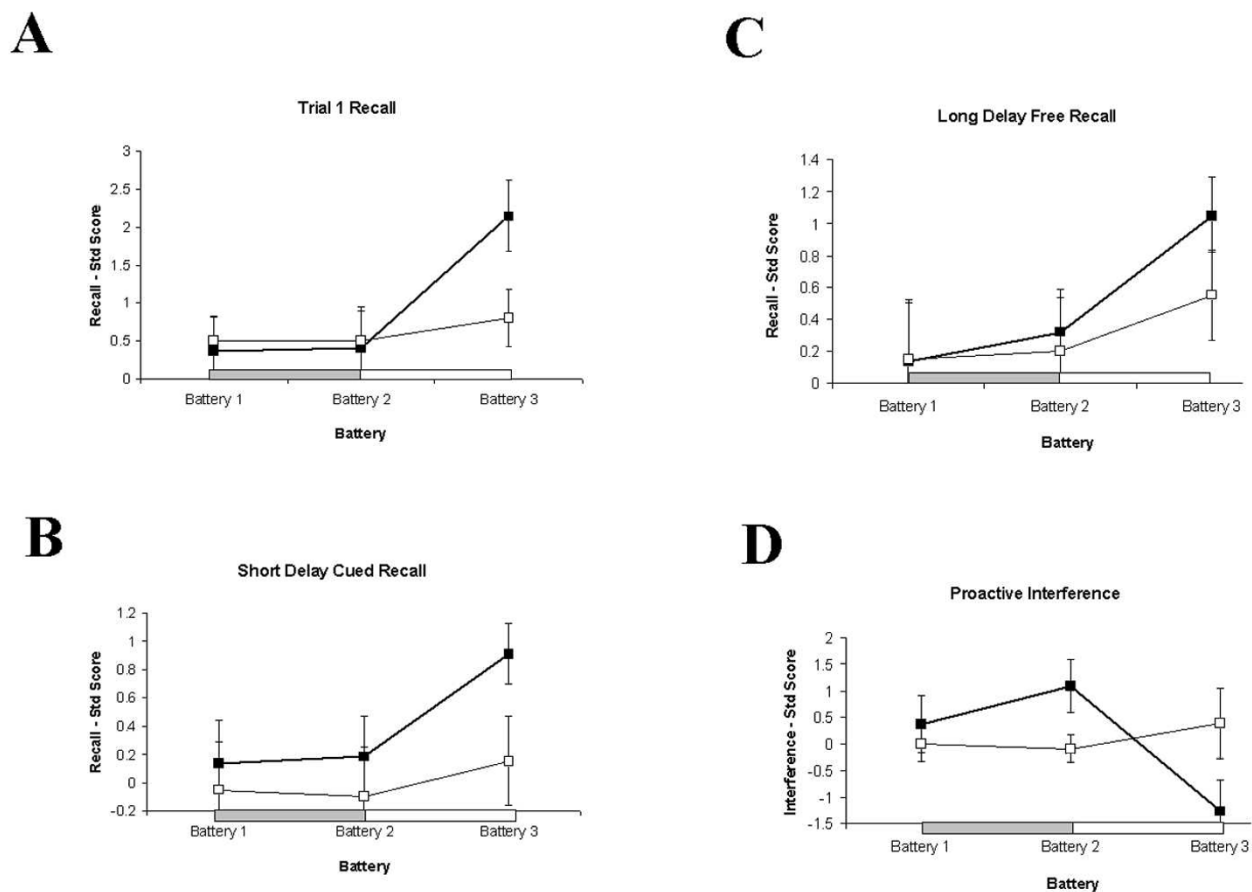 A
Trial 1 Recall
Recall - Std Score
3
2.5
2
1.5
1
0.5
0
Battery 1 Battery 2 Battery 3
Battery
B
Short Delay Cued Recall
Recall - Std Score
1.2
1
0.8
0.6
0.4
0.2
0
-0.2
Battery 1 Battery 2 Battery 3
Battery
C
Long Delay Free Recall
Recall - Std Score
1.4
1.2
1
0.8
0.6
0.4
0.2
0
Battery 1 Battery 2 Battery 3
Battery
D
Proactive Interference
Interference - Std Score
2
1.5
1
0.5
0
-0.5
-1
-1.5
Battery 1 Battery 2 Battery 3
Battery